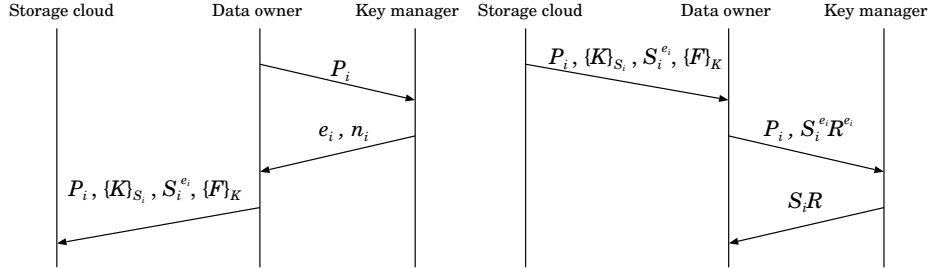 Storage cloud Data owner Key manager Storage cloud Data owner Key manager
P_i
P_i, {K}_{S_i}, S_i^{e_i}, {F}_K
e_i, n_i
P_i, S_i^{e_i}R^{e_i}
P_i, {K}_{S_i}, S_i^{e_i}, {F}_K
S_iR